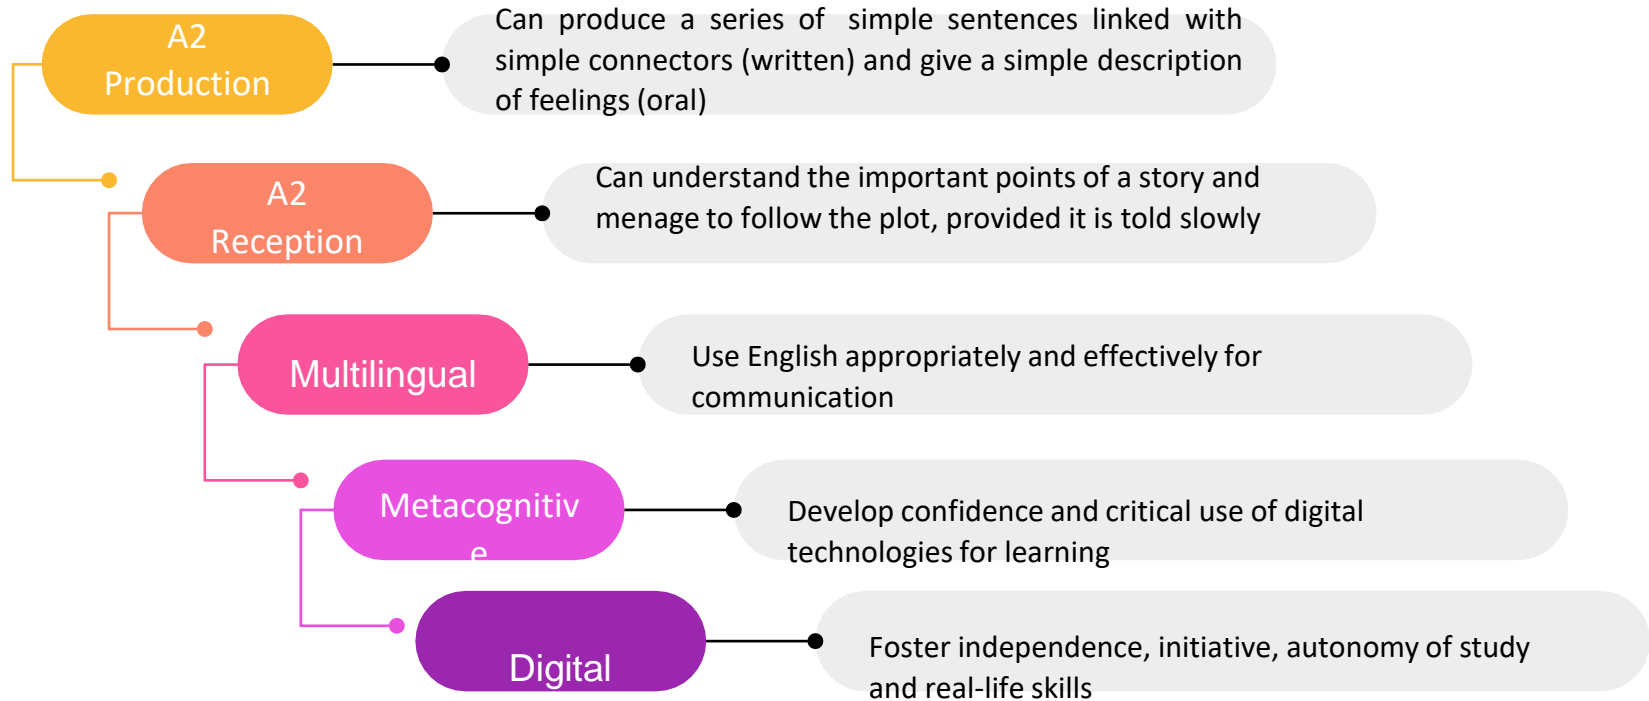 A2
Production
Can produce a series of simple sentences linked with
simple connectors (written) and give a simple description
of feelings (oral)
A2
Reception
Can understand the important points of a story and
menage to follow the plot, provided it is told slowly
Multilingual
Use English appropriately and effectively for
communication
Metacognitiv
e
Develop confidence and critical use of digital
technologies for learning
Digital
Foster independence, initiative, autonomy of study
and real-life skills